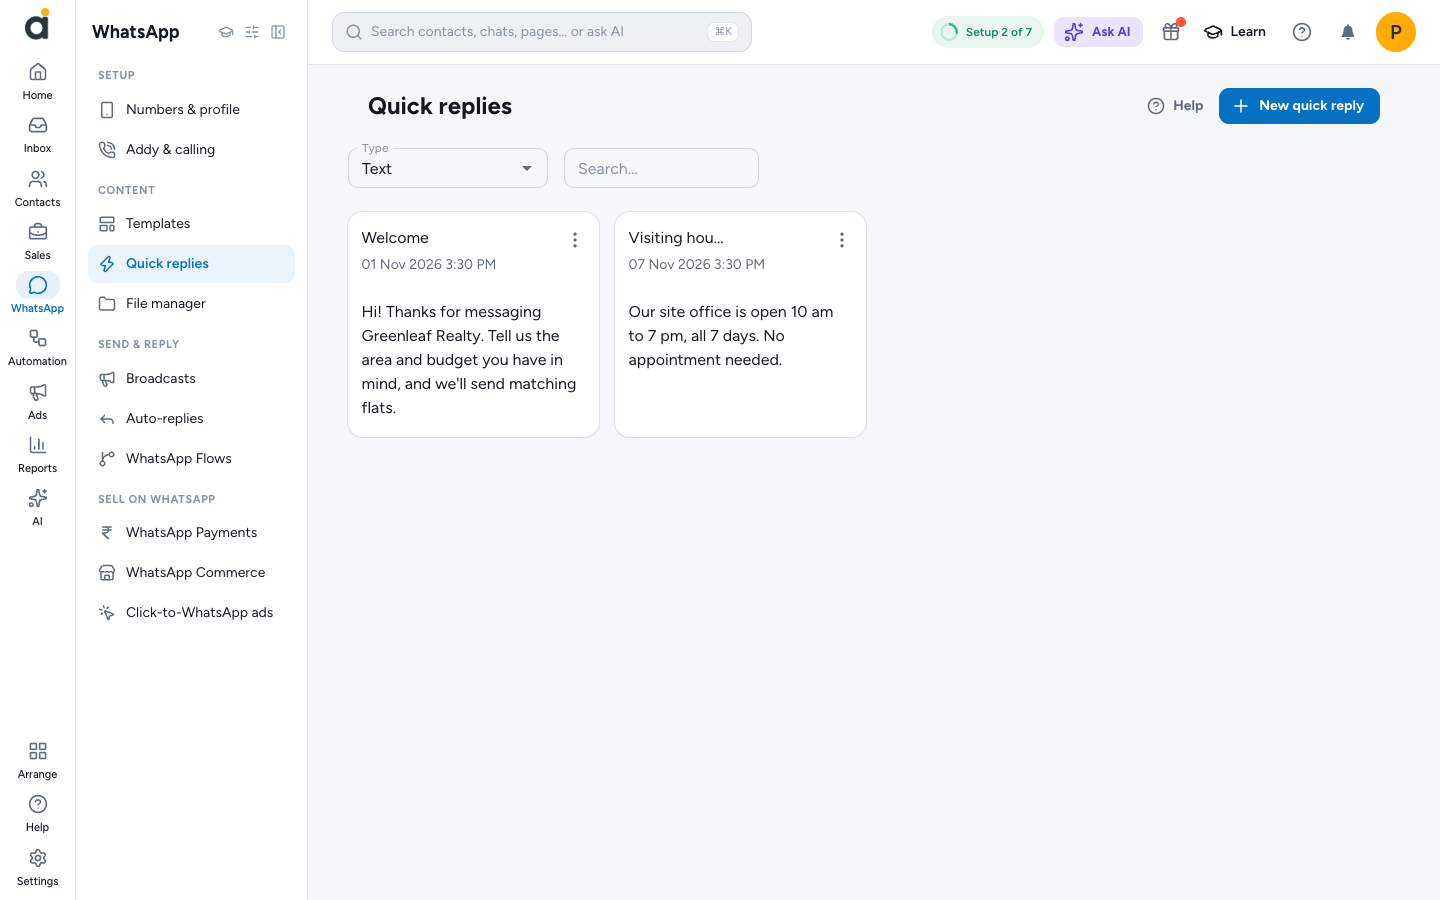 Home
Inbox
Contacts
Sales
WhatsApp
Automation
Ads
Reports
AI
Arrange
Help
Settings
WhatsApp
SETUP
Numbers & profile
Addy & calling
CONTENT
Templates
Quick replies
File manager
SEND & REPLY
Broadcasts
Auto-replies
WhatsApp Flows
SELL ON WHATSAPP
WhatsApp Payments
WhatsApp Commerce
Click-to-WhatsApp ads
Search contacts, chats, pages... or ask AI
⌘K
Setup 2 of 7
Ask AI
Learn
P
Quick replies
Help
New quick reply
Type
Text
Search...
Welcome
01 Nov 2026 3:30 PM
Hi! Thanks for messaging
Greenleaf Realty. Tell us the
area and budget you have in
mind, and we'll send matching
flats.
Visiting hou...
07 Nov 2026 3:30 PM
Our site office is open 10 am
to 7 pm, all 7 days. No
appointment needed.